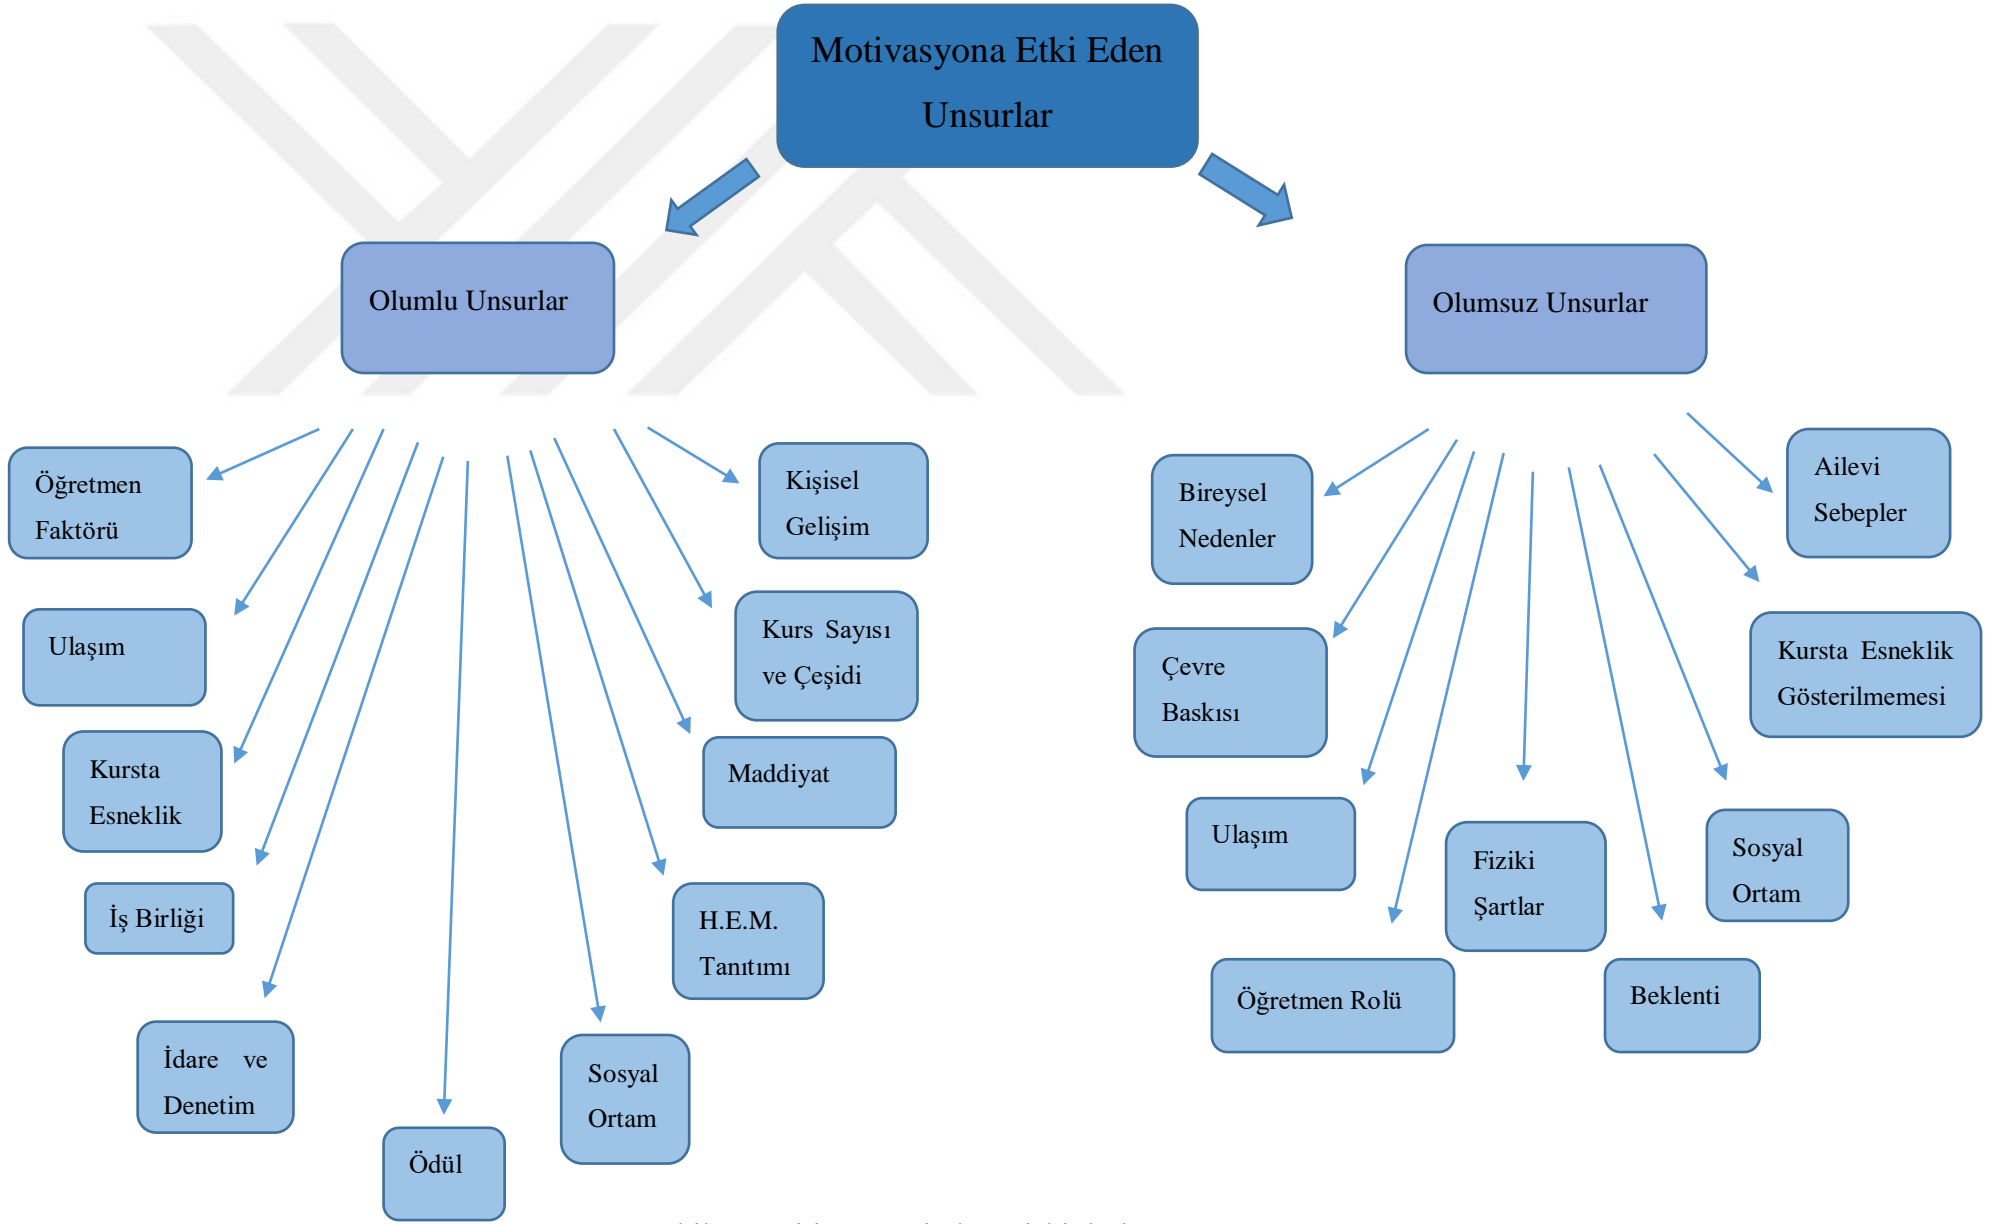 Motivasyona Etki Eden
Unsurlar
Olumlu Unsurlar
Olumsuz Unsurlar
Öğretmen
Faktörü
Ulaşım
Kursta
Esneklik
İş Birliği
İdare ve
Denetim
Ödül
Sosyal
Ortam
H.E.M.
Tanıtımı
Maddiyat
Kurs Sayısı
ve Çeşidi
Kişisel
Gelişim
Bireysel
Nedenler
Çevre
Baskısı
Ulaşım
Öğretmen Rolü
Fiziki
Şartlar
Beklenti
Sosyal
Ortam
Kursta Esneklik
Gösterilmemesi
Ailevi
Sebepler